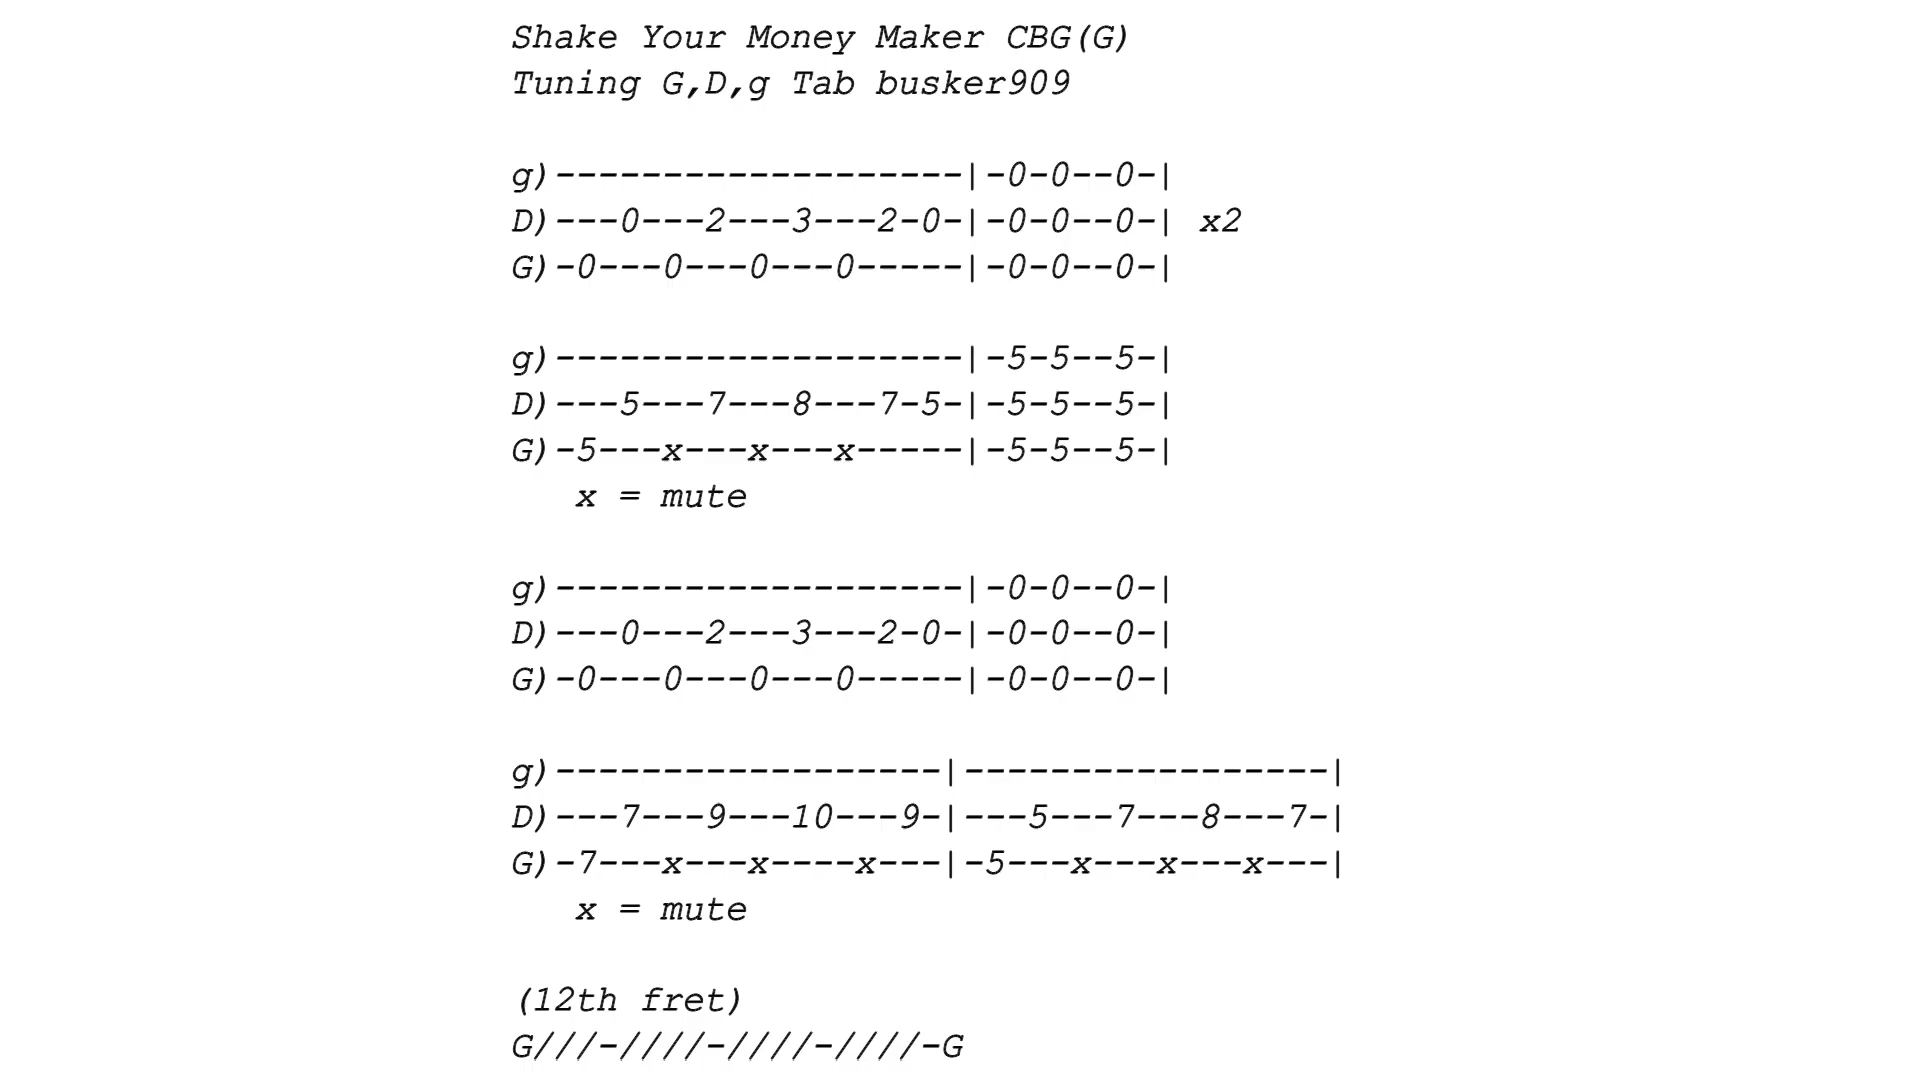 Shake Your Money Maker CBG(G)
Tuning G,D,g Tab busker909
g)-------------------|-0-0--0-|
D)---0---2---3---2-0-|-0-0--0-| x2
G)-0---0---0---0-----|-0-0--0-|
g)-------------------|-5-5--5-|
D)---5---7---8---7-5-|-5-5--5-|
G)-5---x---x---x-----|-5-5--5-|
x = mute
g)-------------------|-0-0--0-|
D)---0---2---3---2-0-|-0-0--0-|
G)-0---0---0---0-----|-0-0--0-|
g)------------------|-----------------|
D)---7---9---10---9-|---5---7---8---7-|
G)-7---x---x----x---|-5---x---x---x---|
x = mute
(12th fret)
G///-////-////-////-G